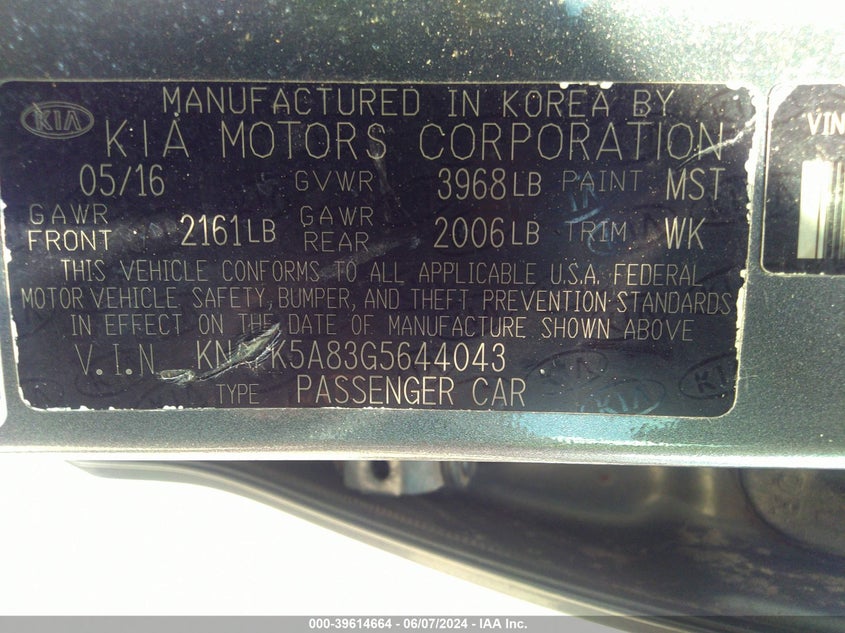 MANUFACTURED IN KOREA BY
KIA
KIA MOTORS CORPORATION
05/16 GVWR 3968LB PAINT MST
GAWR FRONT 2161LB GAWR REAR 2006LB TRIM WK
THIS VEHICLE CONFORMS TO ALL APPLICABLE U.S.A. FEDERAL
MOTOR VEHICLE SAFETY, BUMPER, AND THEFT PREVENTION STANDARDS
IN EFFECT ON THE DATE OF MANUFACTURE SHOWN ABOVE
V.I.N.
TYPE PASSENGER CAR
VIN
000-39614664 | 06/07/2024 - IAA Inc.